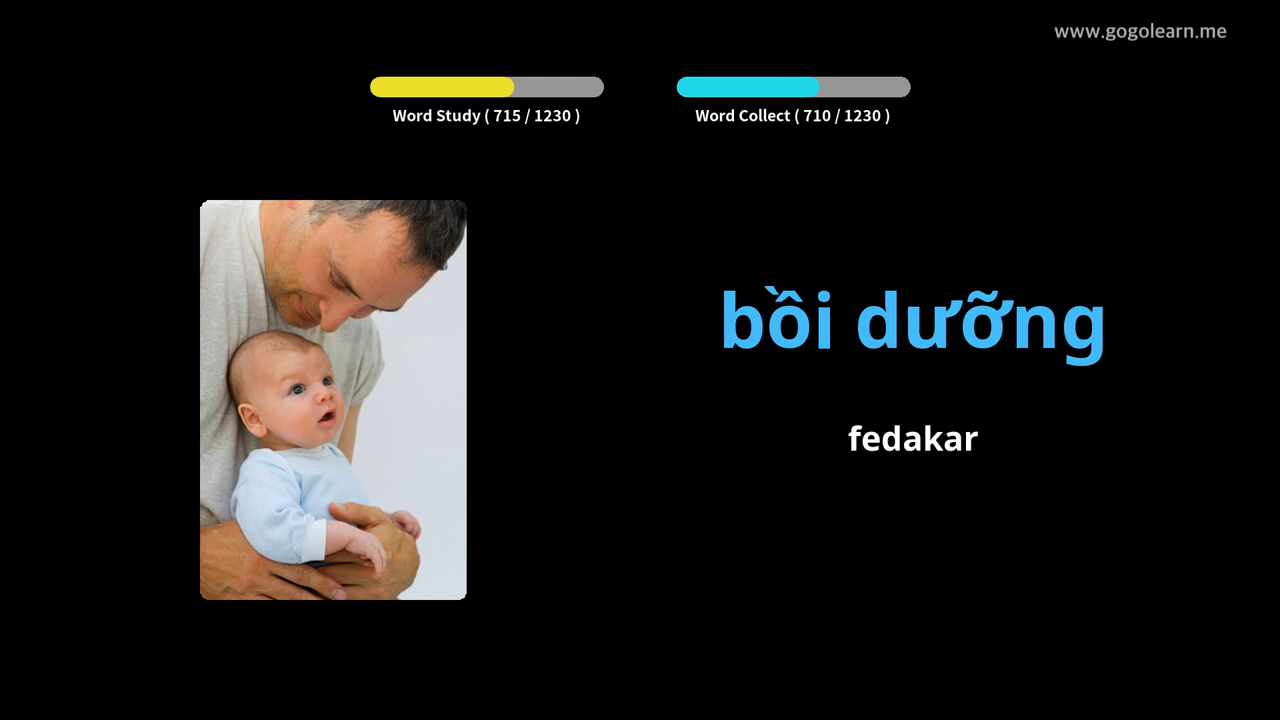 www.gogolearn.me
Word Study ( 715 / 1230 )
Word Collect ( 710 / 1230 )
bồi dưỡng
fedakar